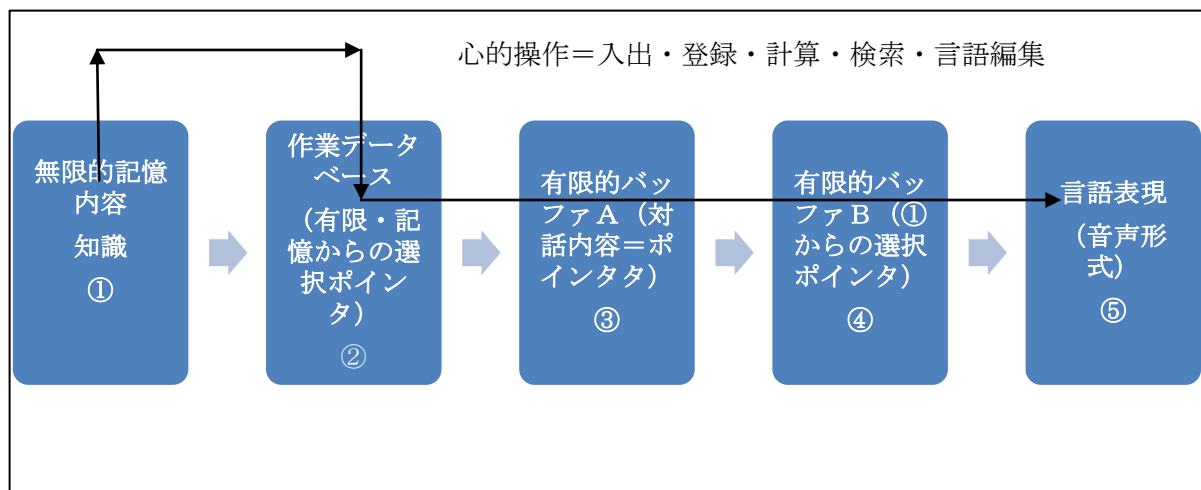 心的操作＝入出・登録・計算・検索・言語編集
無限的記憶
内容
知識
①
作業データ
ベース
（有限・記
憶からの選
択ポイン
タ）
②
有限的バッ
ファＡ（対
話内容＝ポ
インタタ）
③
有限的バッ
ファＢ（①
からの選択
ポインタ）
④
言語表現
（音声形
式）
⑤